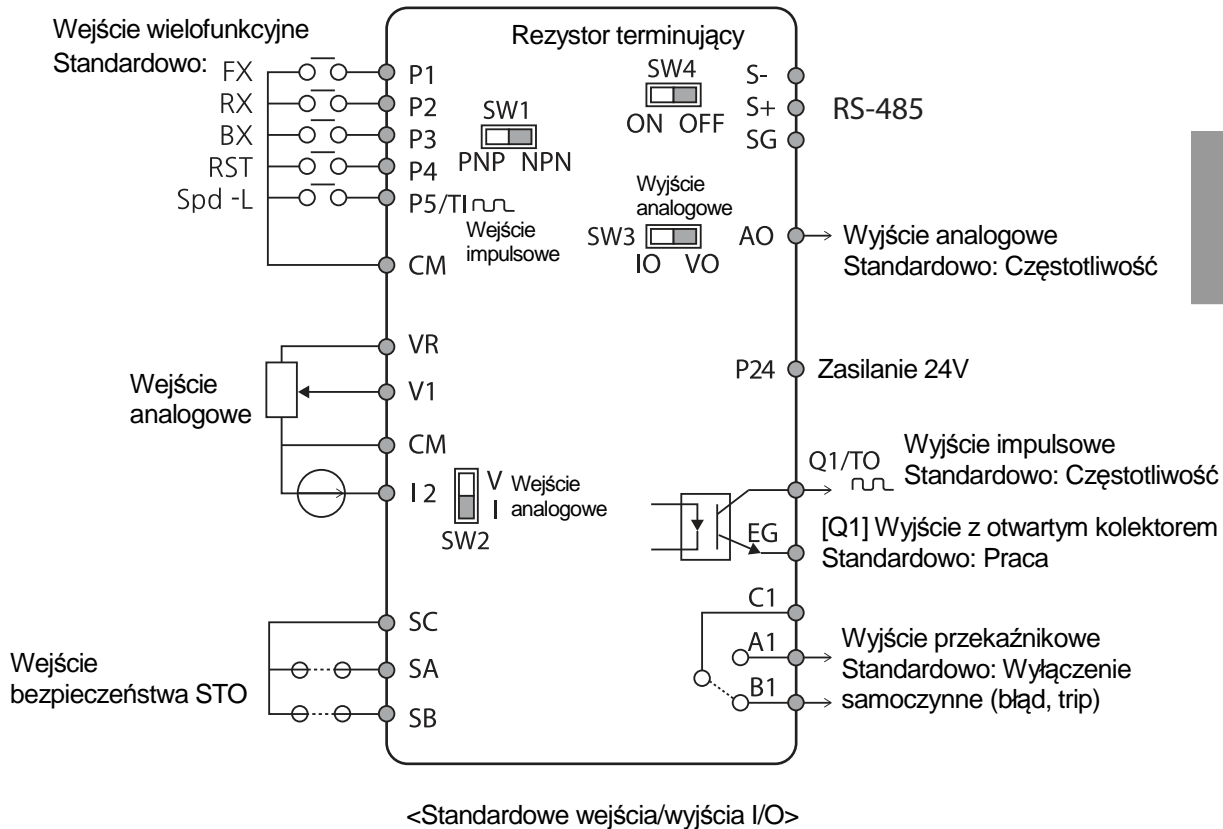 Wejście wielofunkcyjne
Standardowo:
FX
RX
BX
RST
Spd -L
P1
P2
P3
P4
P5/TI
Wejście
impulsowe
CM
SW1
PNP NPN
Rezystor terminujący
SW4
ON OFF
S-
S+
SG
RS-485
Wyjście
analogowe
SW3
IO VO
AO
Wyjście analogowe
Standardowo: Częstotliwość
Wejście
analogowe
VR
V1
CM
I2
V
I
Wejście
analogowe
SW2
P24
Zasilanie 24V
Q1/TO
Wyjście impulsowe
Standardowo: Częstotliwość
EG
[Q1] Wyjście z otwartym kolektorem
Standardowo: Praca
Wejście
bezpieczeństwa STO
SC
SA
SB
C1
A1
B1
Wyjście przekaźnikowe
Standardowo: Wyłączenie
samoczynne (błąd, trip)
<Standardowe wejścia/wyjścia I/O>